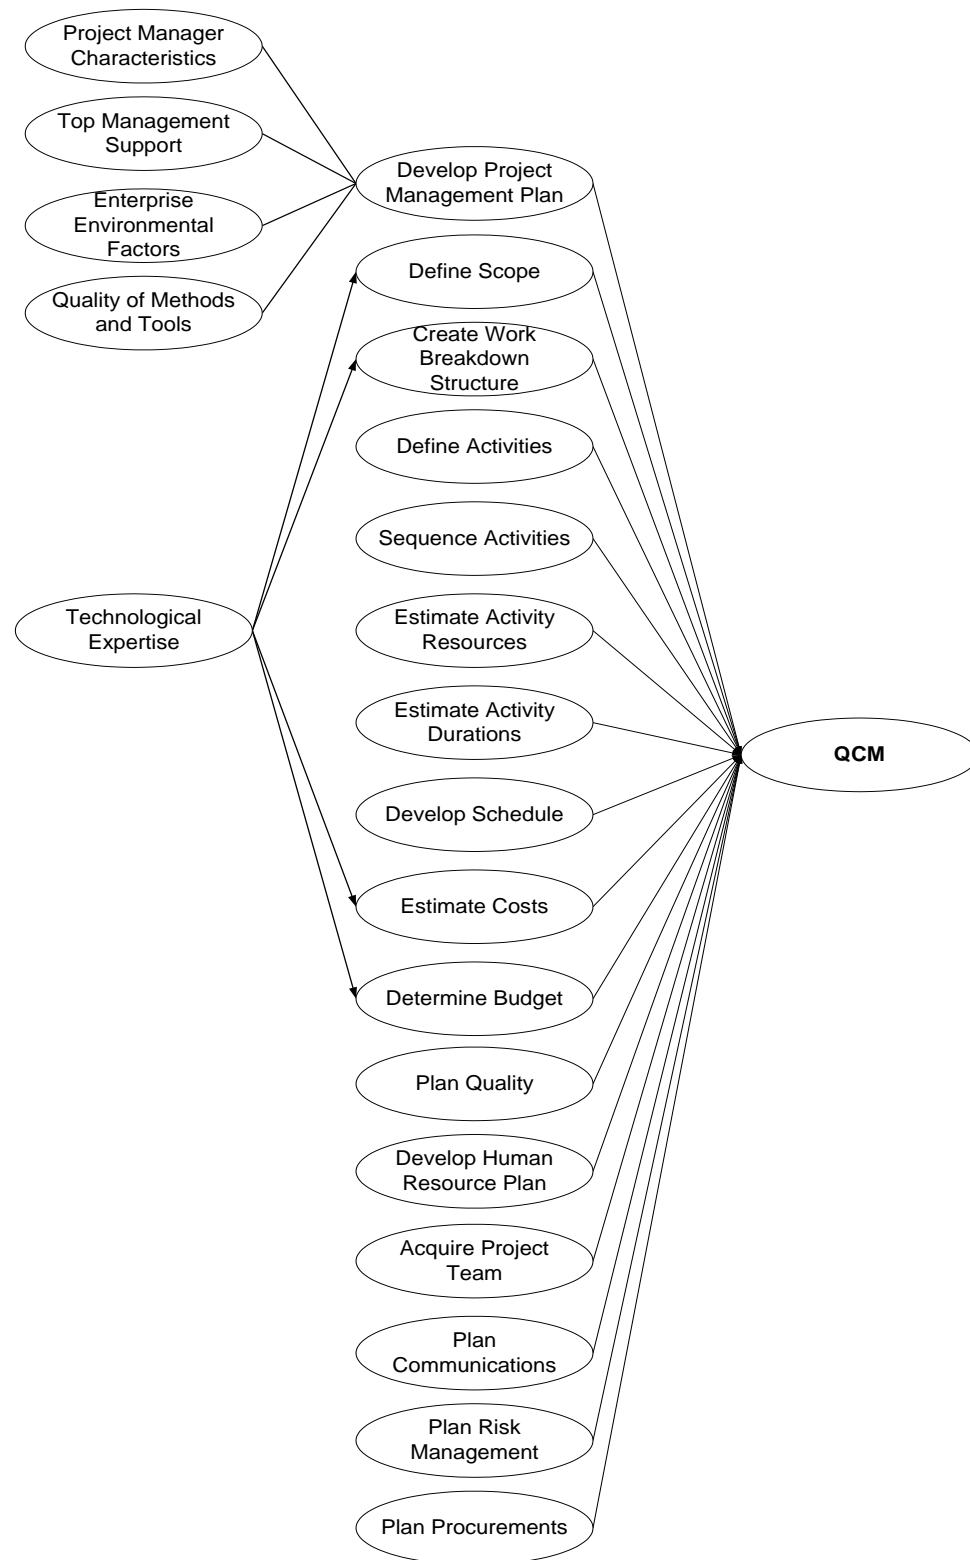 Project Manager
Characteristics
Top Management
Support
Enterprise
Environmental
Factors
Quality of Methods
and Tools
Technological
Expertise
Develop Project
Management Plan
Define Scope
Create Work
Breakdown
Structure
Define Activities
Sequence Activities
Estimate Activity
Resources
Estimate Activity
Durations
Develop Schedule
Estimate Costs
Determine Budget
Plan Quality
Develop Human
Resource Plan
Acquire Project
Team
Plan
Communications
Plan Risk
Management
Plan Procurements
QCM